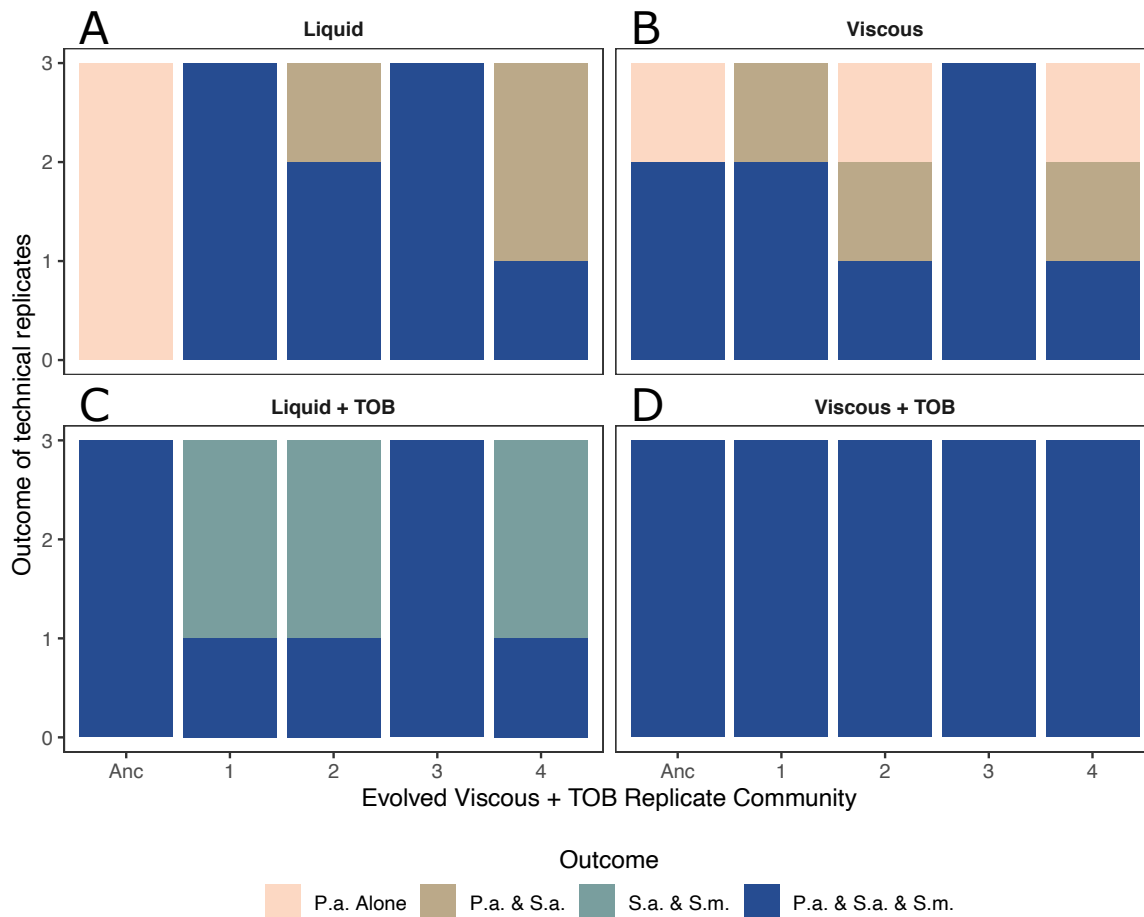 A Liquid
B Viscous
3
2
1
0
C Liquid + TOB
D Viscous + TOB
3
2
1
0
Outcome of technical replicates
Anc 1 2 3 4
Anc 1 2 3 4
Evolved Viscous + TOB Replicate Community
Outcome
P.a. Alone P.a. & S.a. S.a. & S.m. P.a. & S.a. & S.m.